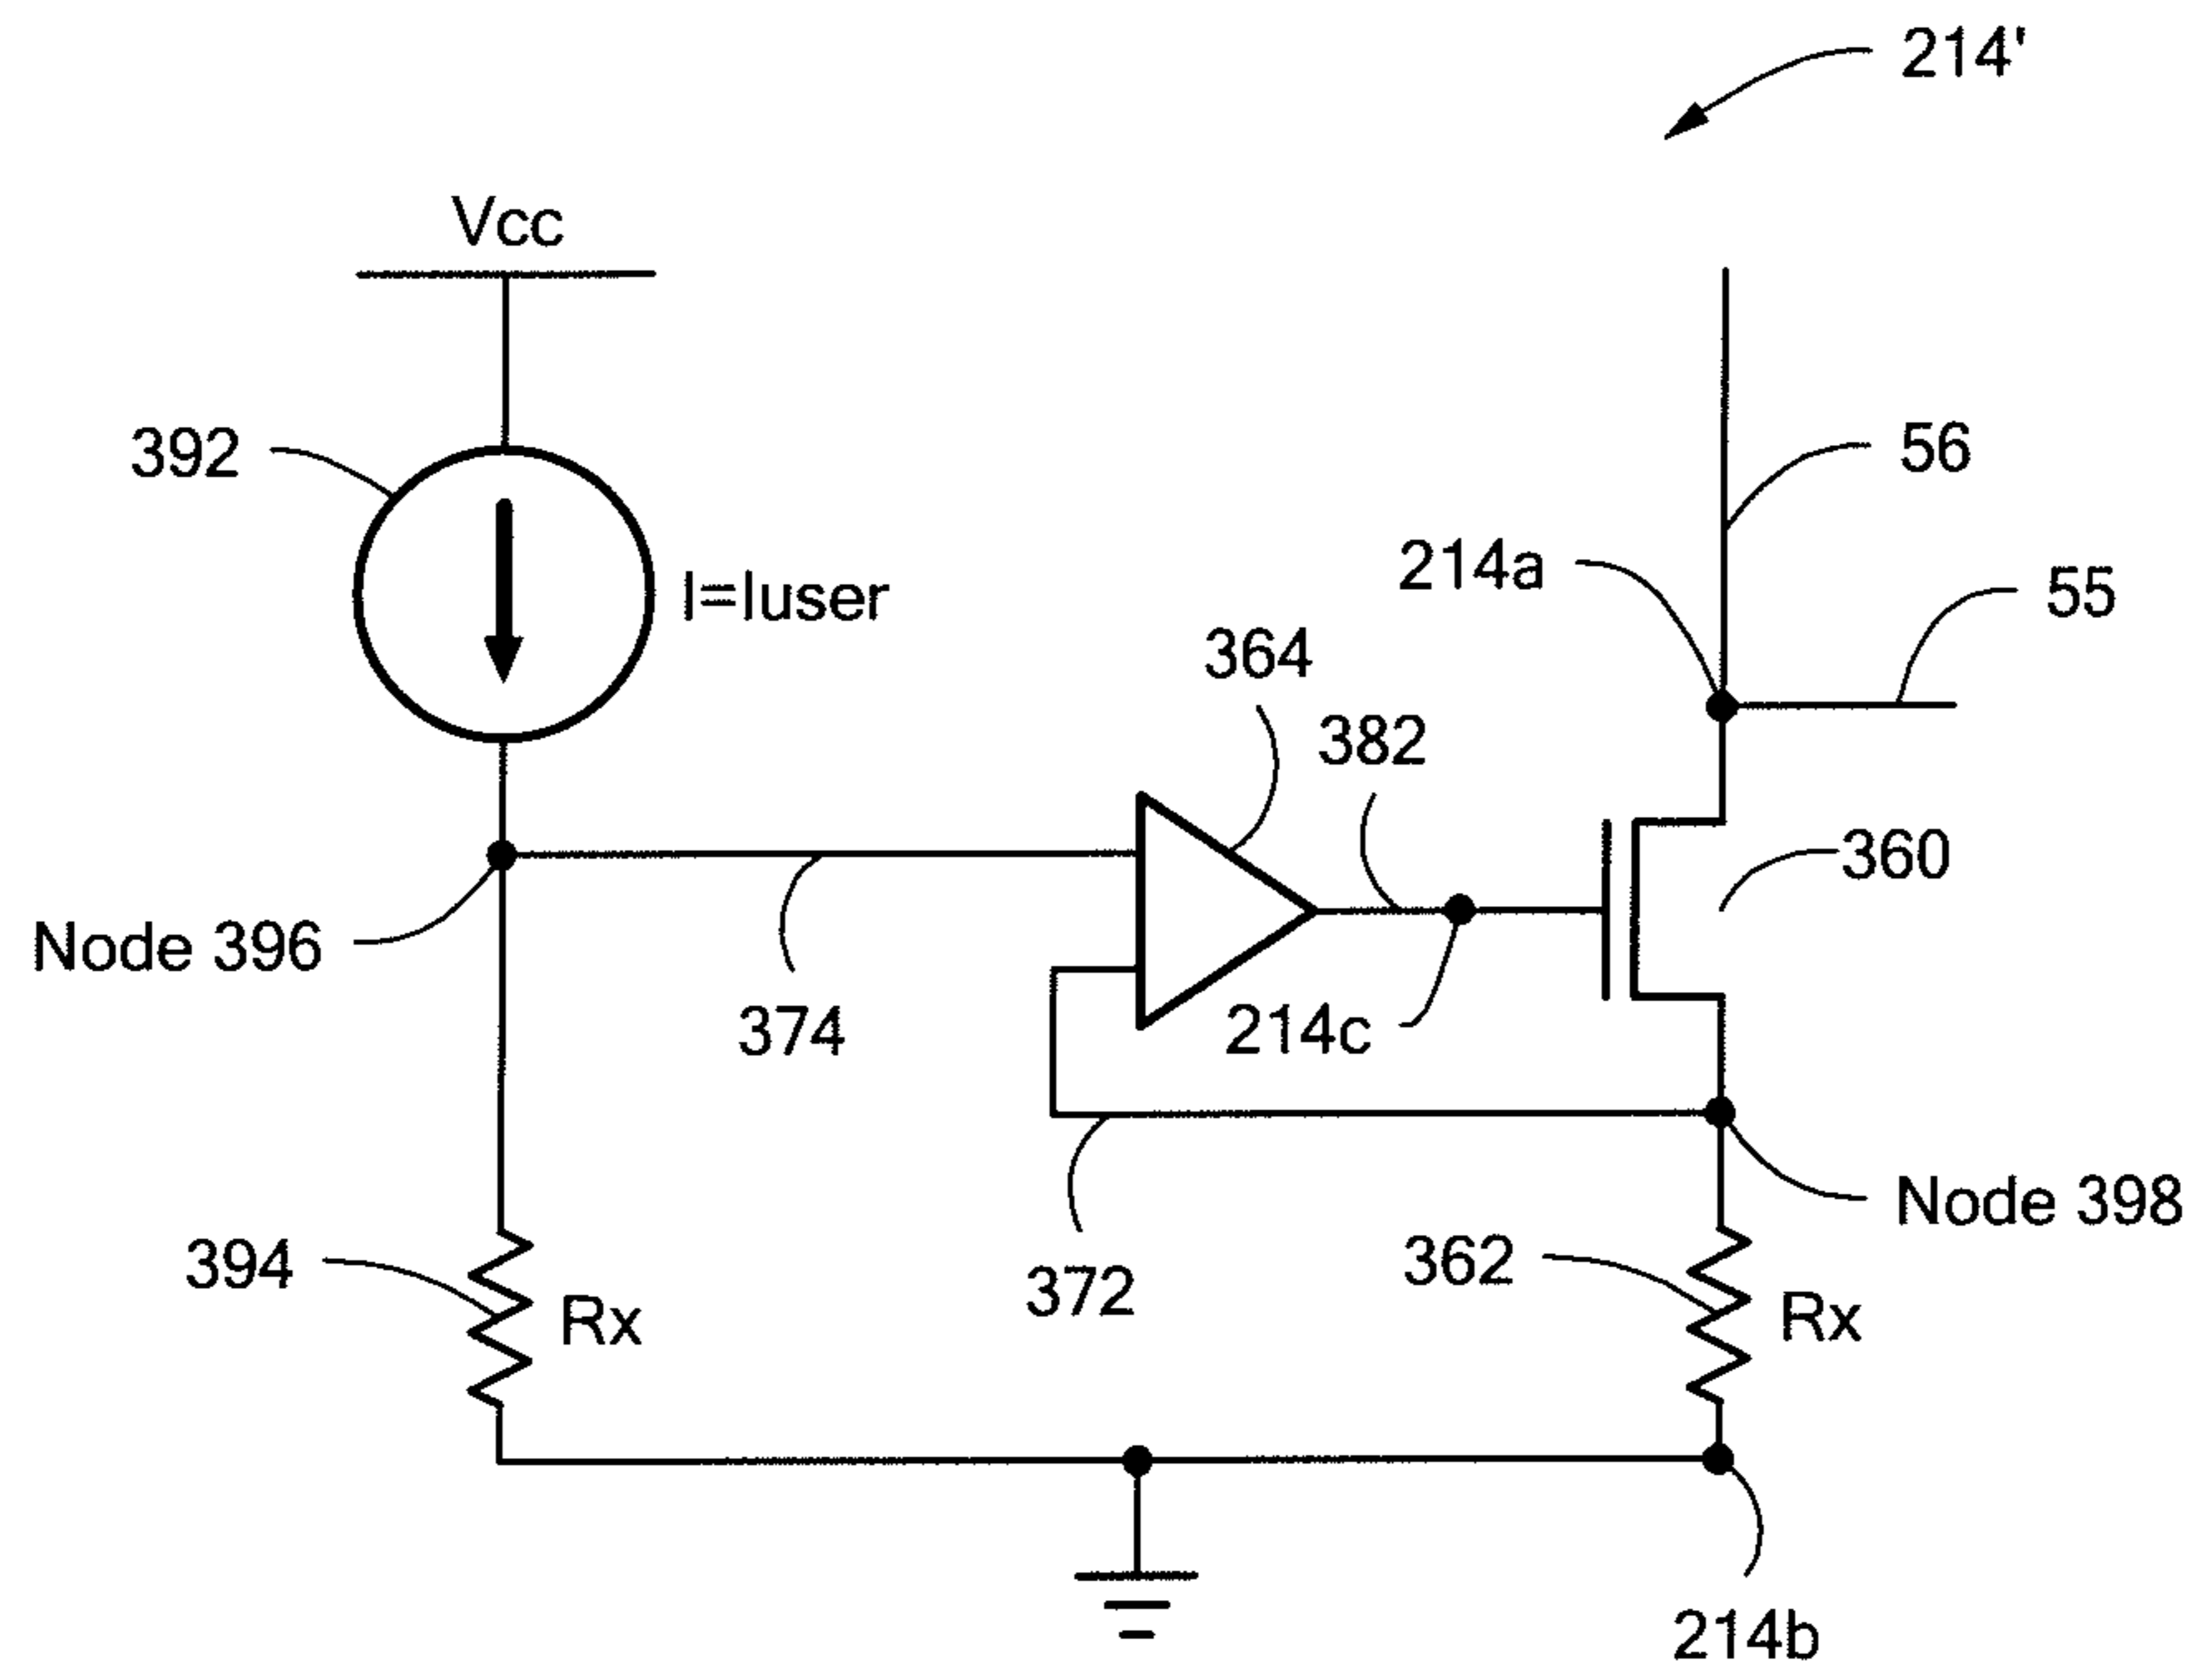 214'
Vcc
392
I=Iuser
56
214a
55
364
382
360
Node 396
374
214c
Node 398
394
Rx
372
362
Rx
214b